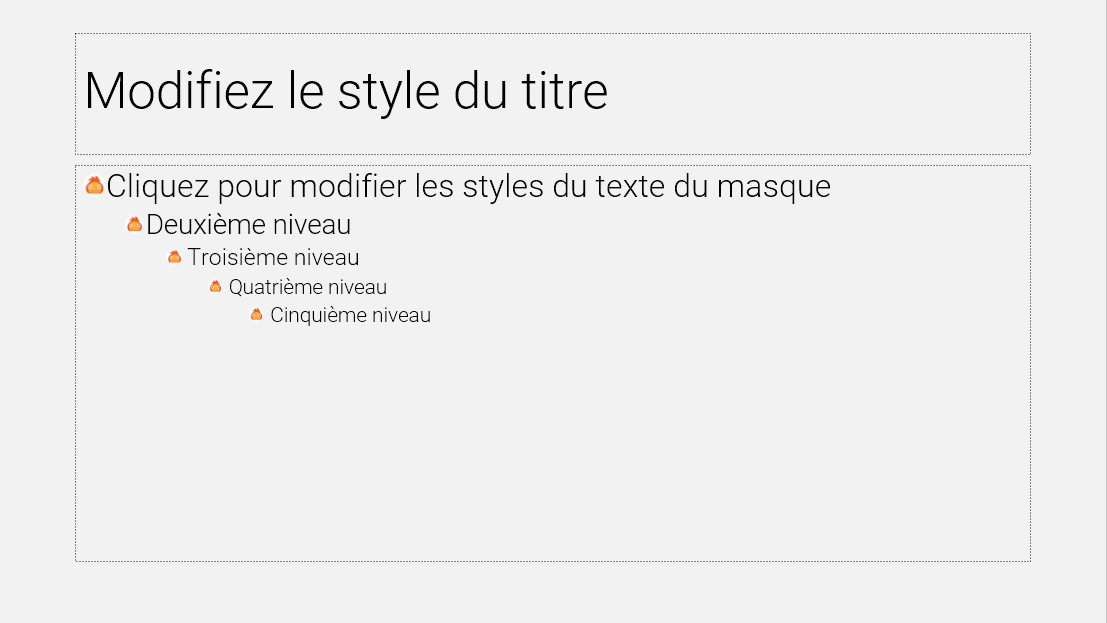 Modifiez le style du titre
Cliquez pour modifier les styles du texte du masque
Deuxième niveau
Troisième niveau
Quatrième niveau
Cinquième niveau